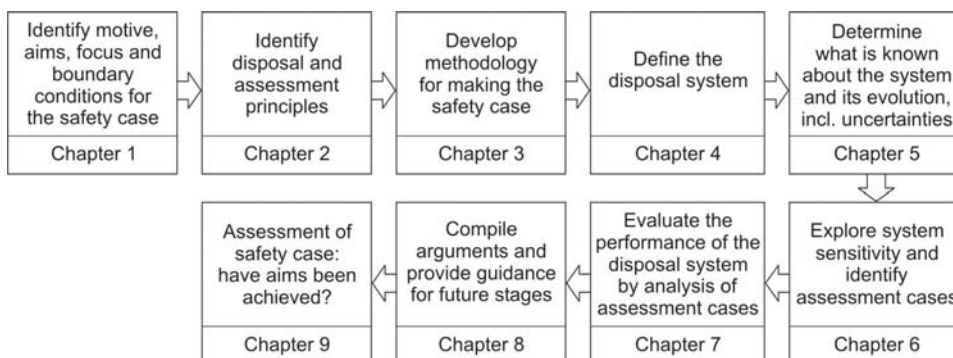 Identify motive,
aims, focus and
boundary
conditions for
the safety case
Chapter 1
Identify
disposal and
assessment
principles
Chapter 2
Develop
methodology
for making the
safety case
Chapter 3
Define the
disposal system
Chapter 4
Determine
what is known
about the system
and its evolution,
incl. uncertainties
Chapter 5
Explore system
sensitivity and
identify
assessment cases
Chapter 6
Evaluate the
performance of the
disposal system
by analysis of
assessment cases
Chapter 7
Compile
arguments and
provide guidance
for future stages
Chapter 8
Assessment of
safety case:
have aims been
achieved?
Chapter 9